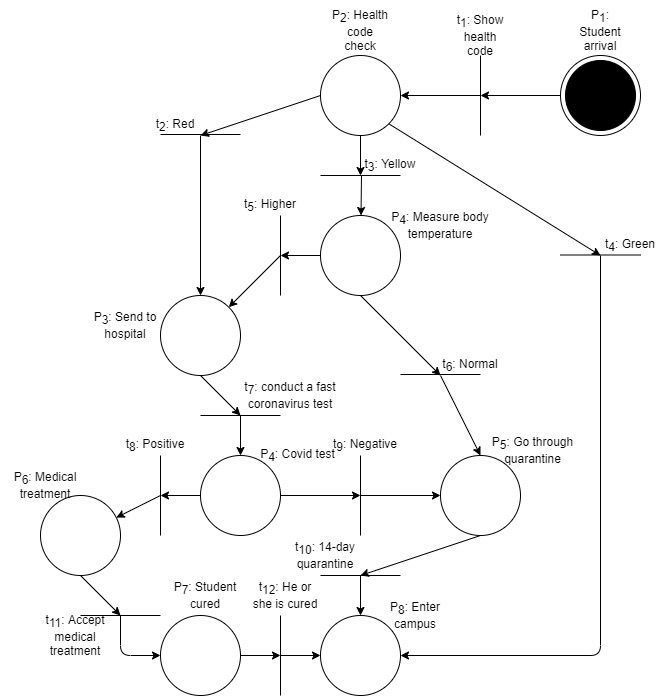 P2: Health
code
check
t1: Show
health
code
P1:
Student
arrival
t2: Red
t3: Yellow
t5: Higher
P4: Measure body
temperature
t4: Green
P3: Send to
hospital
t6: Normal
t7: conduct a fast
coronavirus test
t8: Positive
P4: Covid test
t9: Negative
P5: Go through
quarantine
P6: Medical
treatment
t10: 14-day
quarantine
P7: Student
cured
t12: He or
she is cured
P8: Enter
campus
t11: Accept
medical
treatment